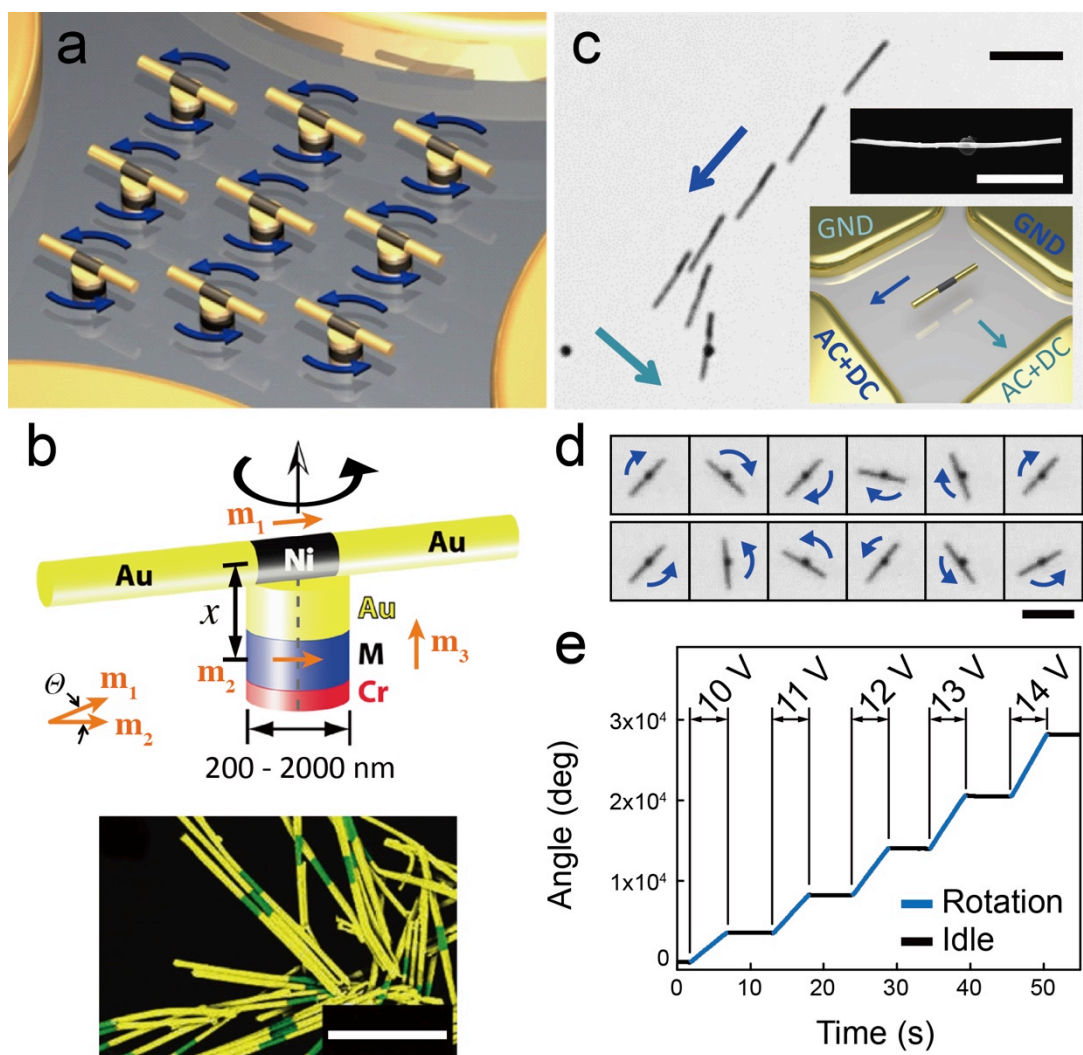 a
b
m₁
Au
Ni
Au
x
Au
M
m₃
m₂
Cr
Θ
m₁
m₂
200 - 2000 nm
c
GND
GND
AC+DC
AC+DC
d
e
10 V
11 V
12 V
13 V
14 V
3x10⁴
2x10⁴
1x10⁴
0
Angle (deg)
Rotation
Idle
0
10
20
30
40
50
Time (s)